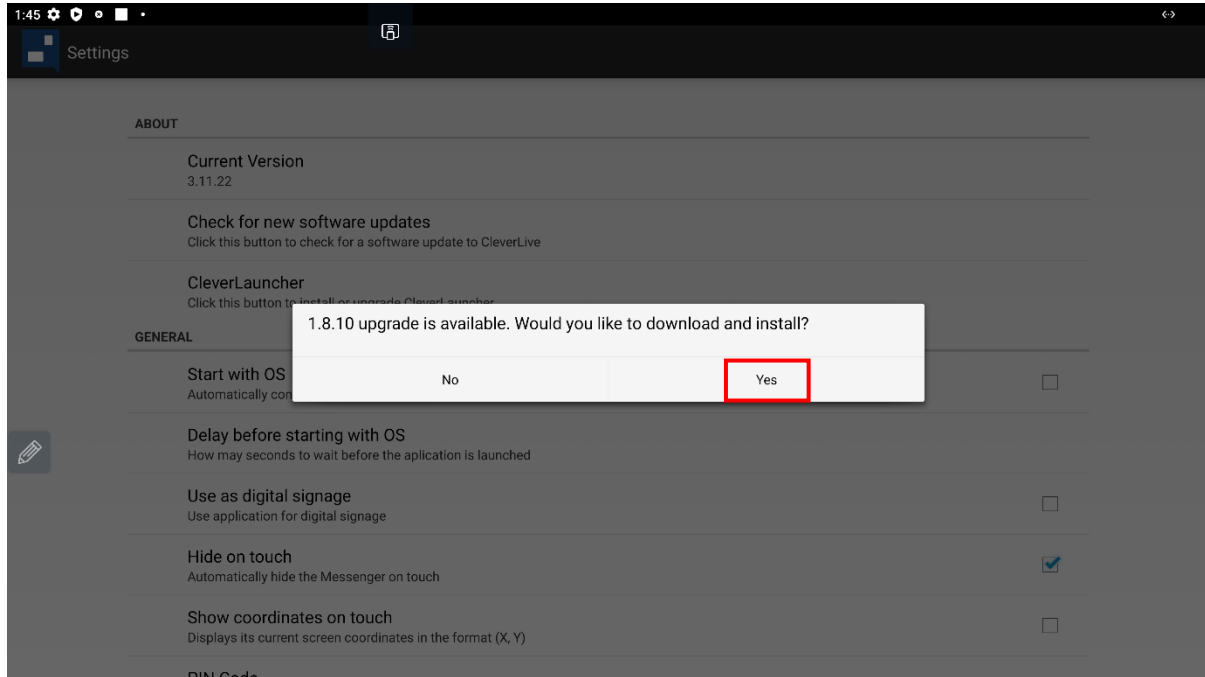 1:45
Settings
ABOUT
Current Version
3.11.22
Check for new software updates
Click this button to check for a software update to CleverLive
CleverLauncher
Click this button to install or upgrade CleverLauncher
1.8.10 upgrade is available. Would you like to download and install?
GENERAL
No
Yes
Start with OS
Automatically con
Delay before starting with OS
How may seconds to wait before the aplication is launched
Use as digital signage
Use application for digital signage
Hide on touch
Automatically hide the Messenger on touch
Show coordinates on touch
Displays its current screen coordinates in the format (X, Y)
PIN Code